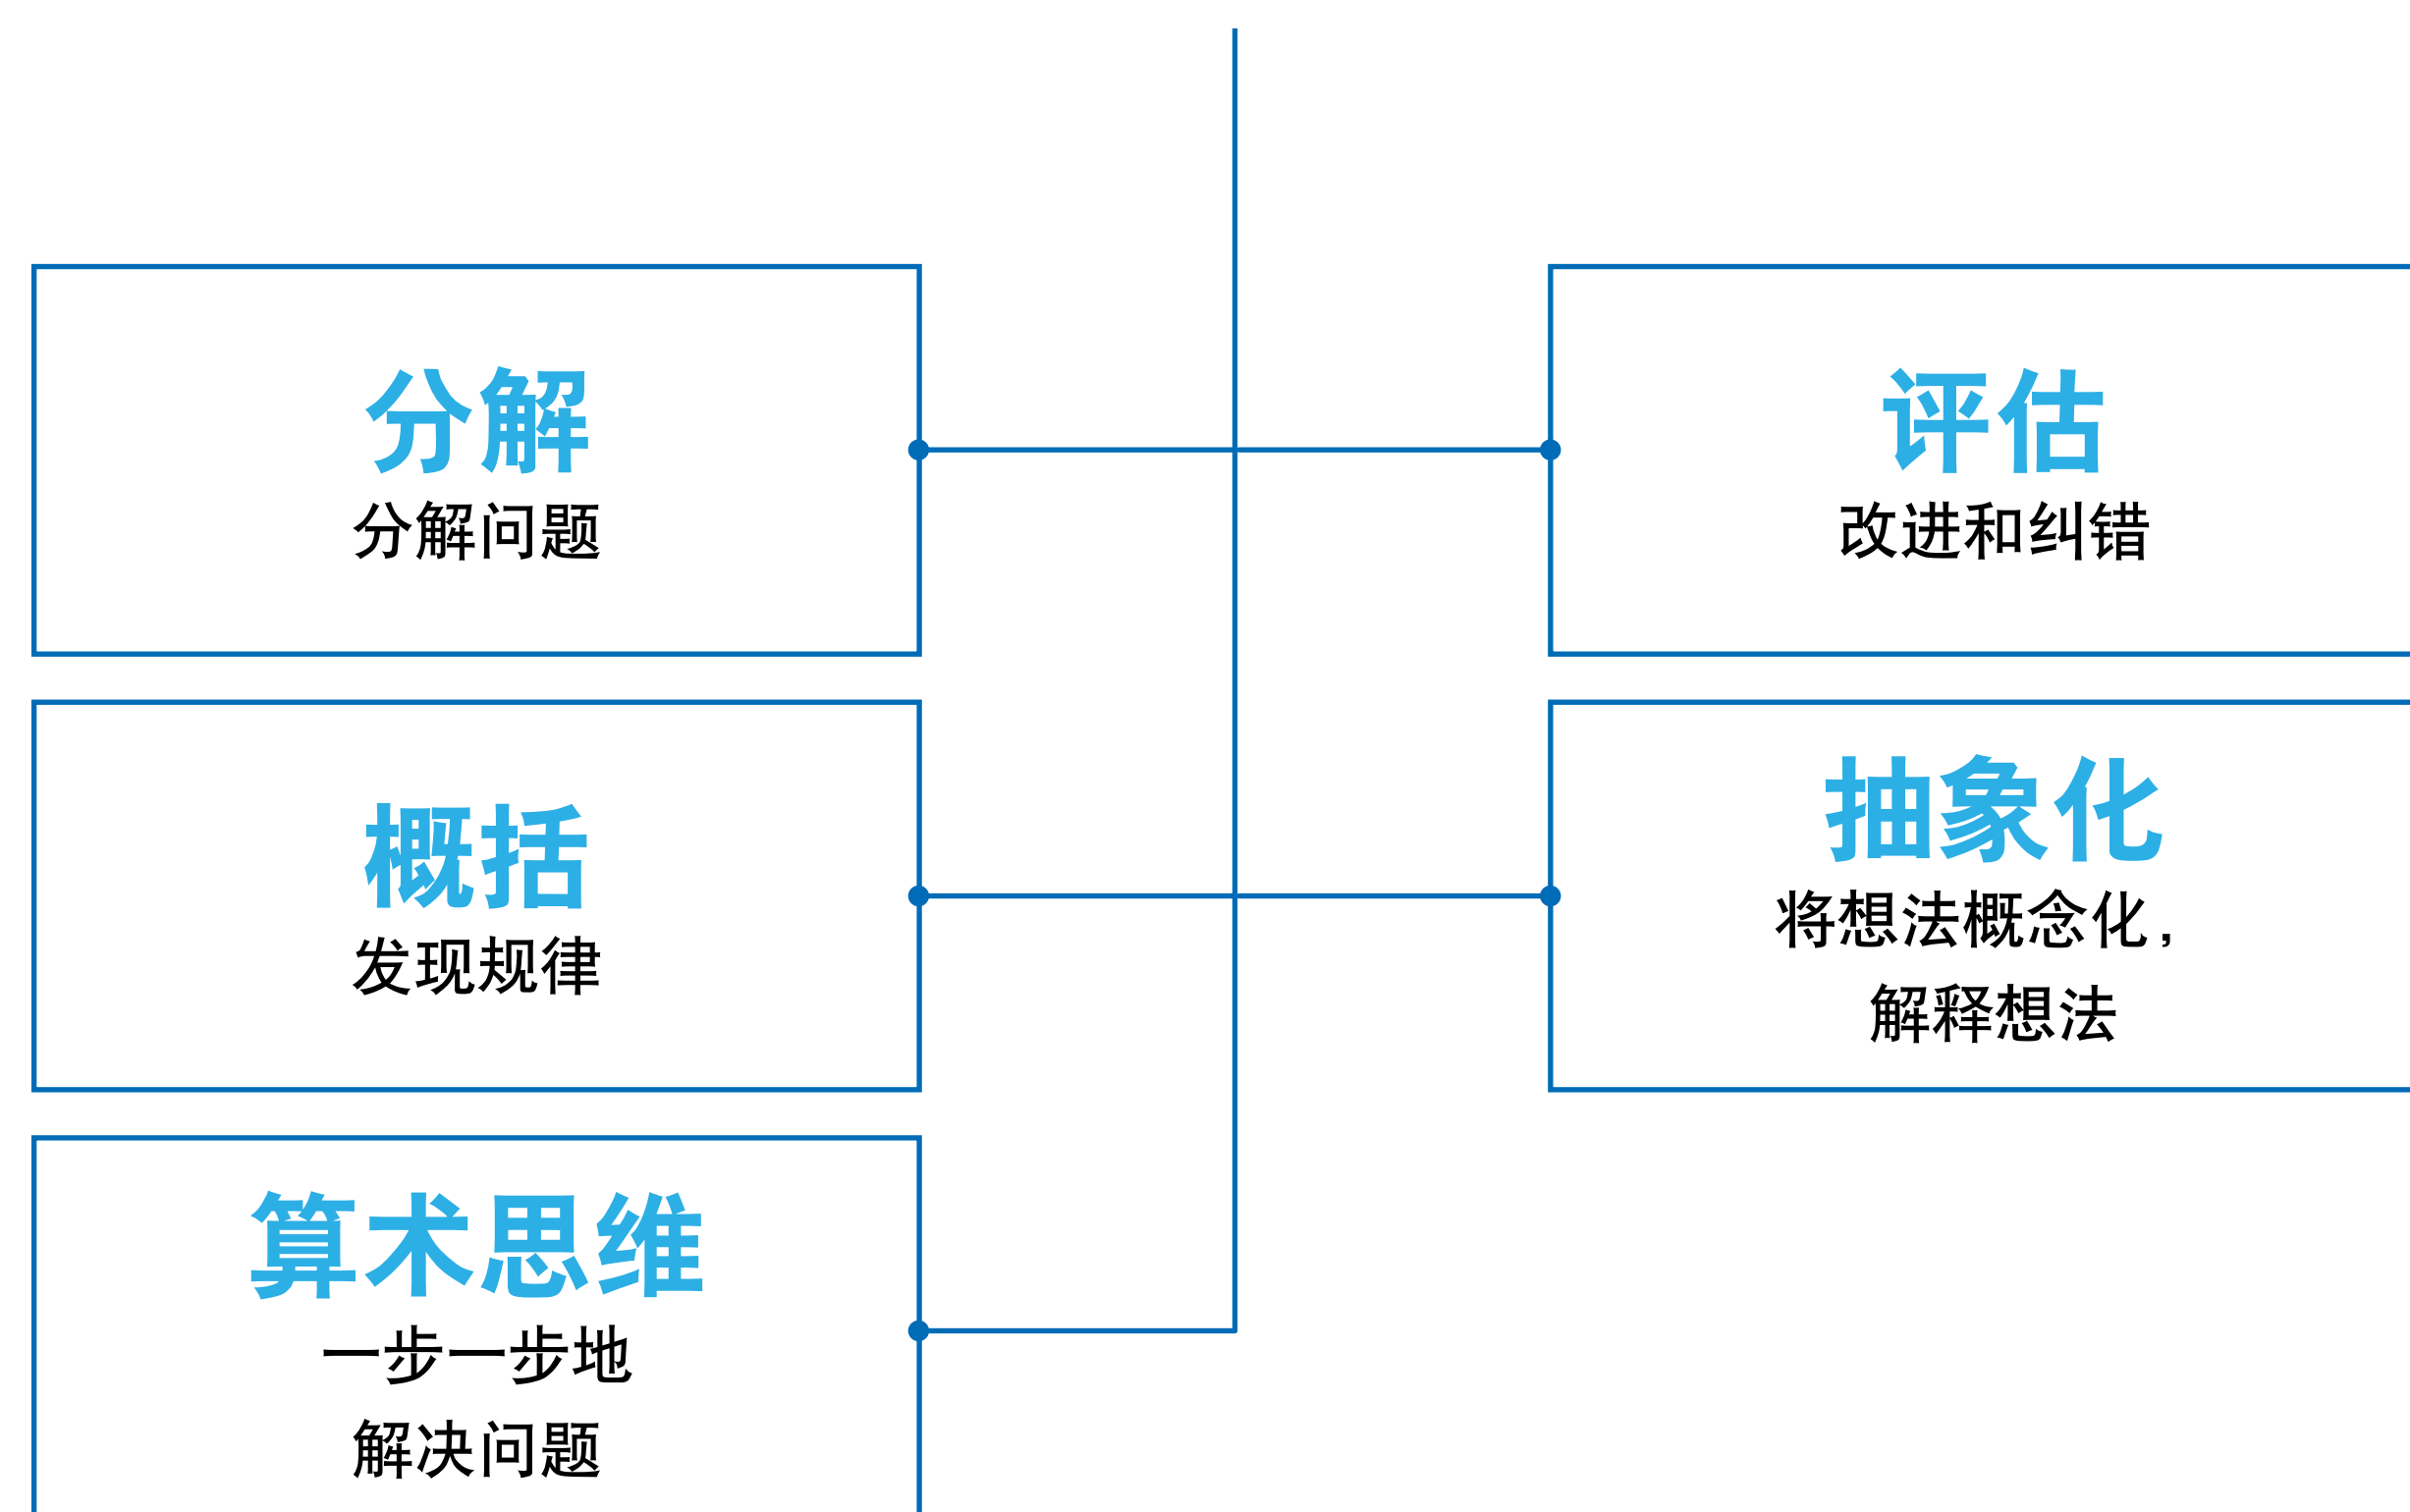 分解
分解问题
评估
改进和纠错
概括
发现规律
抽象化
将想法概念化，
解释想法
算术思维
一步一步地
解决问题